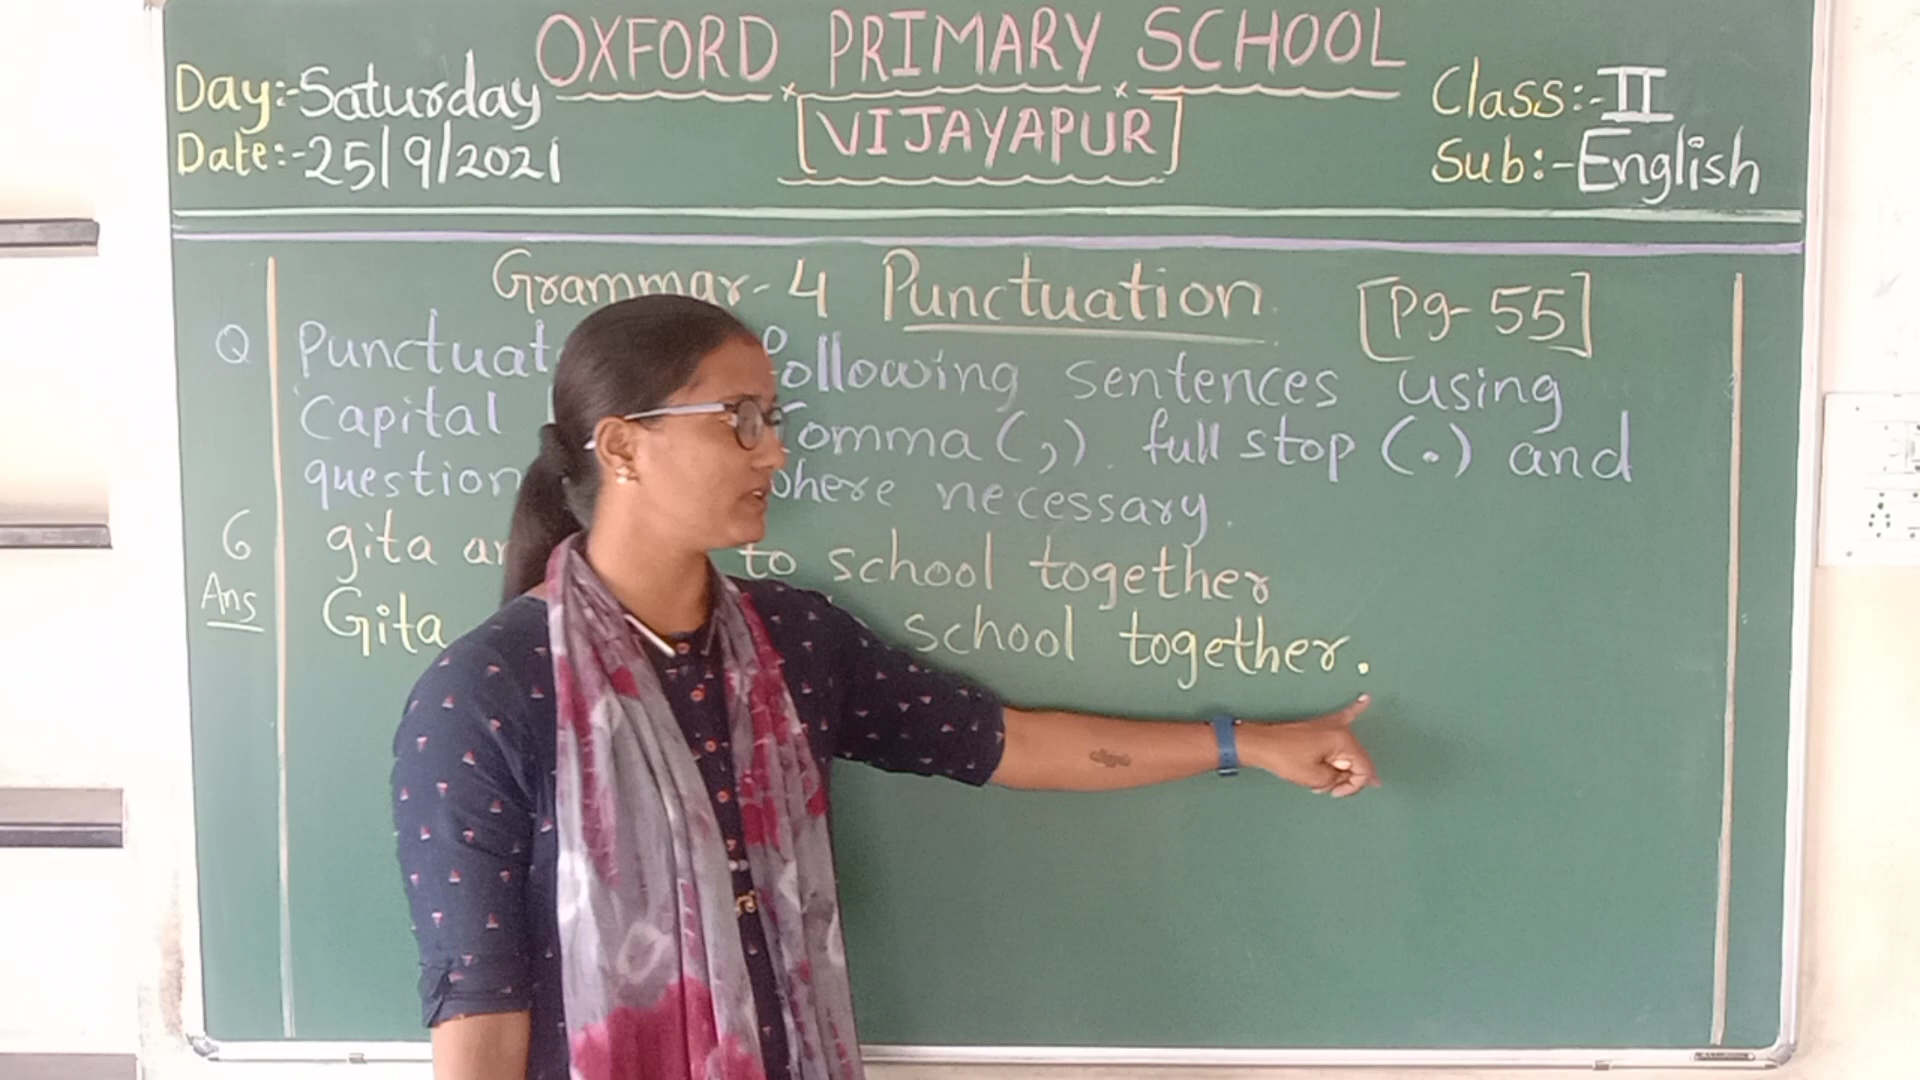 OXFORD PRIMARY SCHOOL
[VIJAYAPUR]
Day:-Saturday
Date:-25/9/2021
Class:-II
Sub:-English
Grammar-4 Punctuation [Pg-55]
Q Punctuat following sentences using
capital Comma (,). full stop (.) and
question where necessary.
6 gita to school together
Ans Gita school together.